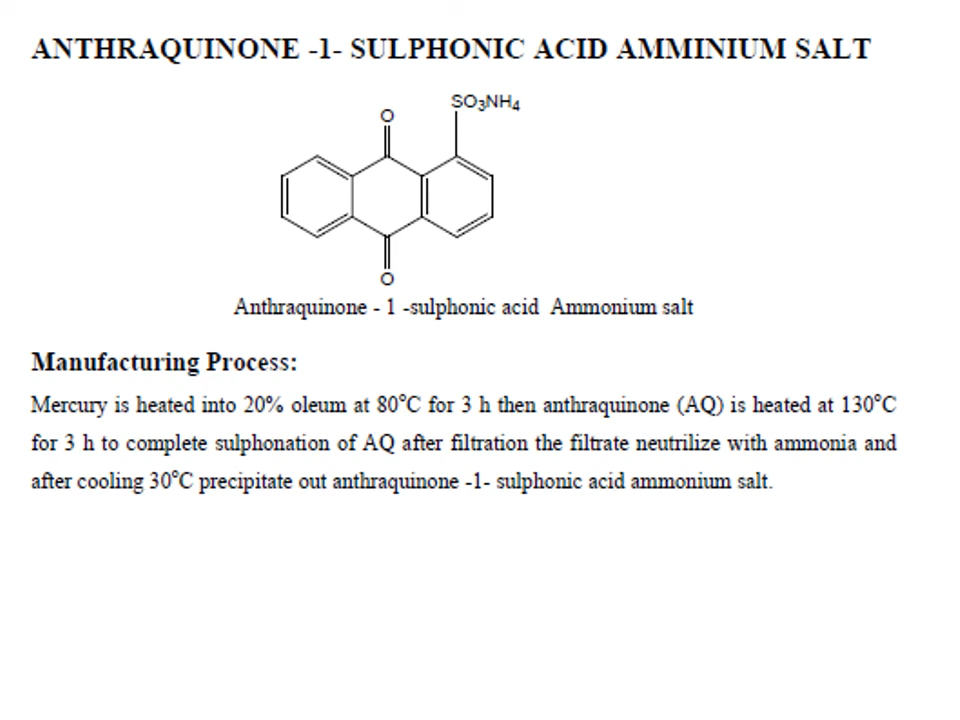 ANTHRAQUINONE -1- SULPHONIC ACID AMMINIUM SALT
SO3NH4
O
O
Anthraquinone - 1 -sulphonic acid Ammonium salt
Manufacturing Process:
Mercury is heated into 20% oleum at 80°C for 3 h then anthraquinone (AQ) is heated at 130°C
for 3 h to complete sulphonation of AQ after filtration the filtrate neutrilize with ammonia and
after cooling 30°C precipitate out anthraquinone -1- sulphonic acid ammonium salt.